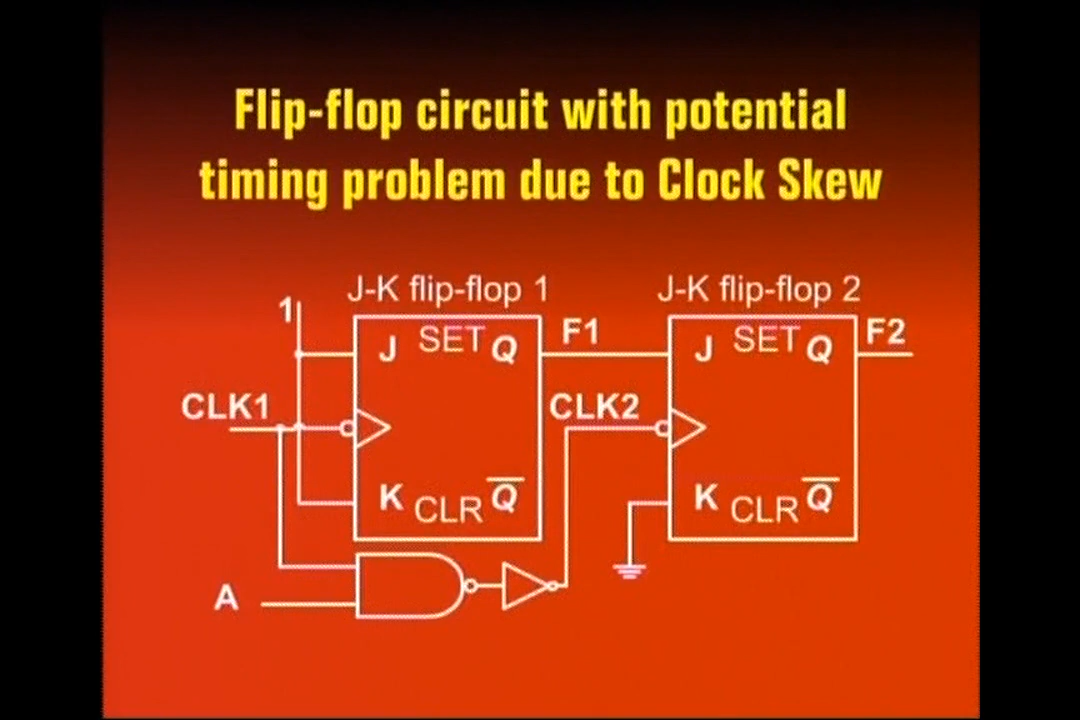 Flip-flop circuit with potential
timing problem due to Clock Skew
J-K flip-flop 1
J-K flip-flop 2
1
J SET Q
F1
J SET Q
F2
CLK1
CLK2
K CLR Q̅
K CLR Q̅
A